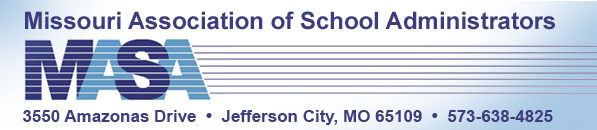 Missouri Association of School Administrators
MASA
3550 Amazonas Drive • Jefferson City, MO 65109 • 573-638-4825